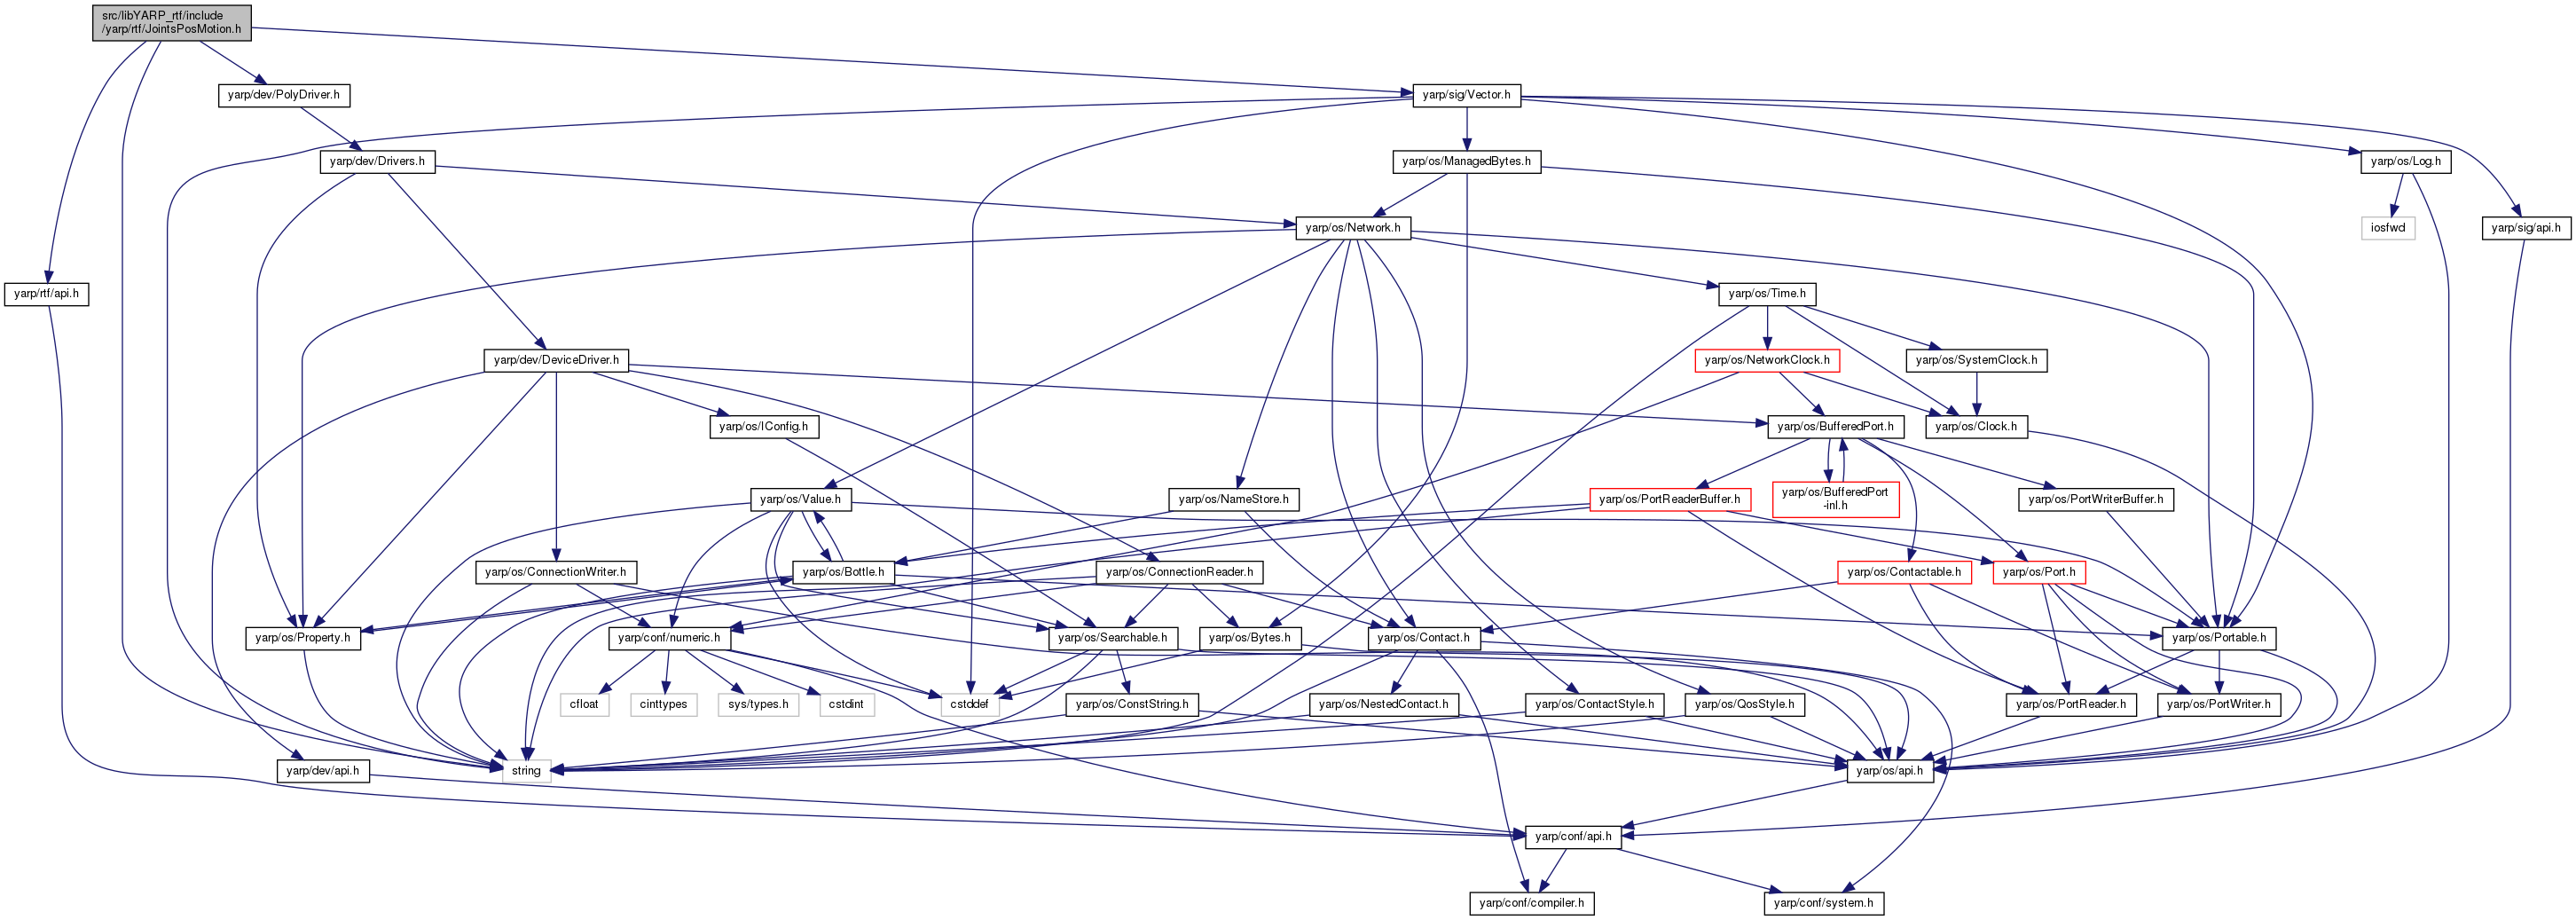 src/libYARP_rtf/include
/yarp/rtf/JointsPosMotion.h
yarp/dev/PolyDriver.h
yarp/sig/Vector.h
yarp/dev/Drivers.h
yarp/os/ManagedBytes.h
yarp/os/Log.h
yarp/os/Network.h
iosfwd
yarp/sig/api.h
yarp/rtf/api.h
yarp/os/Time.h
yarp/dev/DeviceDriver.h
yarp/os/NetworkClock.h
yarp/os/SystemClock.h
yarp/os/IConfig.h
yarp/os/BufferedPort.h
yarp/os/Clock.h
yarp/os/Value.h
yarp/os/NameStore.h
yarp/os/PortReaderBuffer.h
yarp/os/BufferedPort
-inl.h
yarp/os/PortWriterBuffer.h
yarp/os/ConnectionWriter.h
yarp/os/Bottle.h
yarp/os/ConnectionReader.h
yarp/os/Contactable.h
yarp/os/Port.h
yarp/os/Property.h
yarp/conf/numeric.h
yarp/os/Searchable.h
yarp/os/Bytes.h
yarp/os/Contact.h
yarp/os/Portable.h
cfloat
cinttypes
sys/types.h
cstdint
cstddef
yarp/os/ConstString.h
yarp/os/NestedContact.h
yarp/os/ContactStyle.h
yarp/os/QosStyle.h
yarp/os/PortReader.h
yarp/os/PortWriter.h
yarp/dev/api.h
string
yarp/os/api.h
yarp/conf/api.h
yarp/conf/compiler.h
yarp/conf/system.h